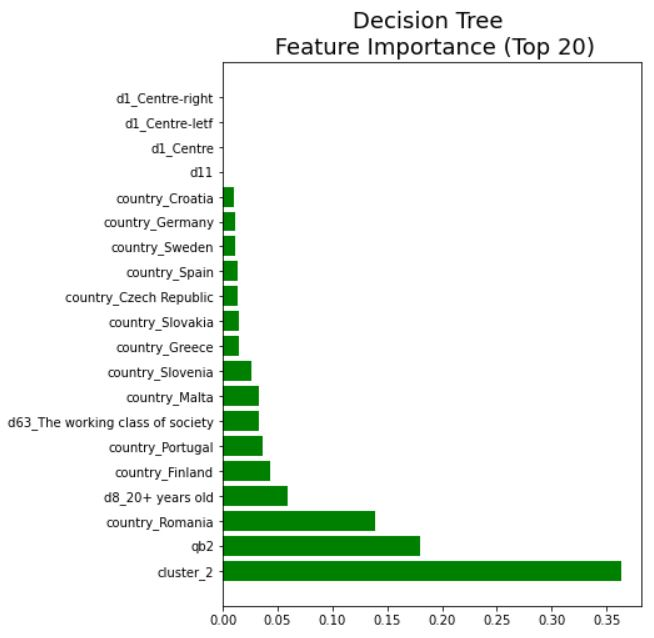 Decision Tree
Feature Importance (Top 20)
d1_Centre-right
d1_Centre-letf
d1_Centre
d11
country_Croatia
country_Germany
country_Sweden
country_Spain
country_Czech Republic
country_Slovakia
country_Greece
country_Slovenia
country_Malta
d63_The working class of society
country_Portugal
country_Finland
d8_20+ years old
country_Romania
qb2
cluster_2
0.00 0.05 0.10 0.15 0.20 0.25 0.30 0.35